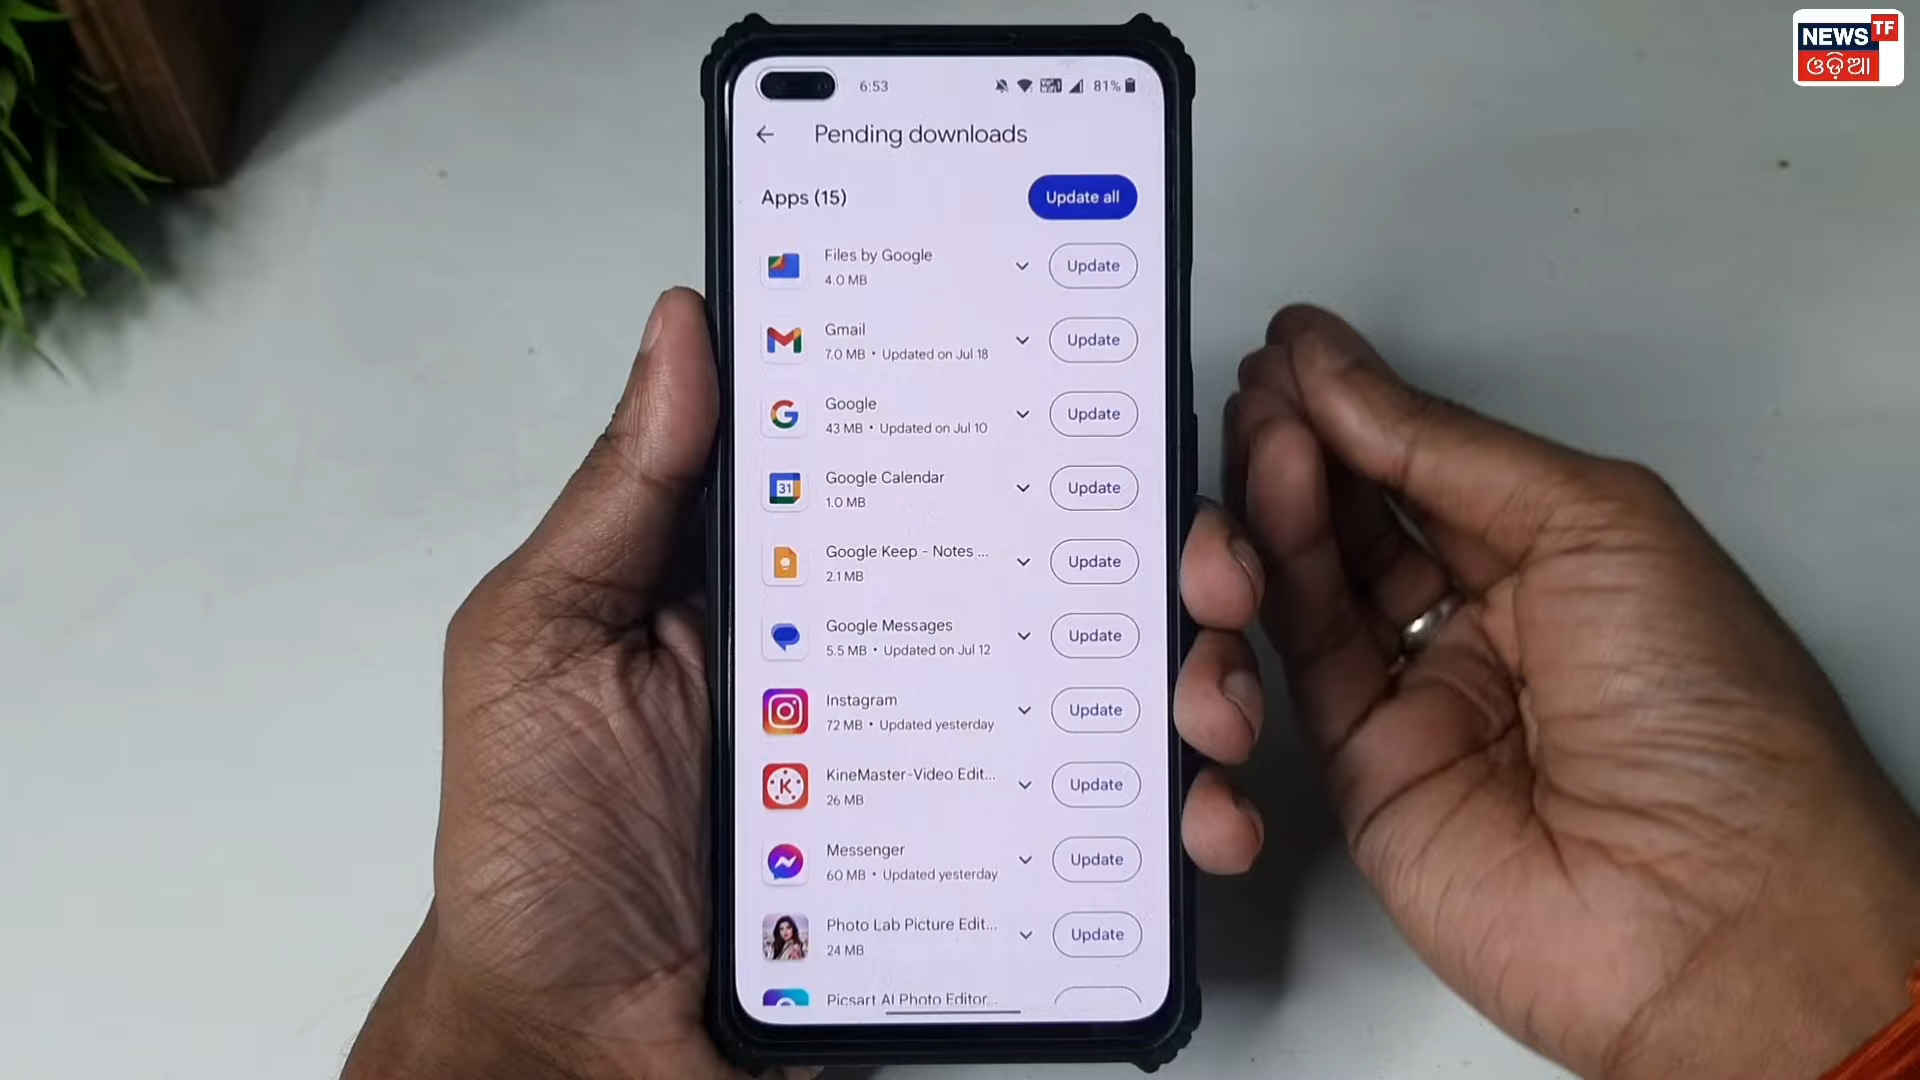 NEWS TF
ଓଡ଼ିଆ
6:53
81%
Pending downloads
Apps (15)
Update all
Files by Google
4.0 MB
Update
Gmail
7.0 MB • Updated on Jul 18
Update
Google
43 MB • Updated on Jul 10
Update
31
Google Calendar
1.0 MB
Update
Google Keep - Notes ...
2.1 MB
Update
Google Messages
5.5 MB • Updated on Jul 12
Update
Instagram
72 MB • Updated yesterday
Update
K
KineMaster-Video Edit...
26 MB
Update
Messenger
60 MB • Updated yesterday
Update
Photo Lab Picture Edit...
24 MB
Update
Picsart AI Photo Editor...